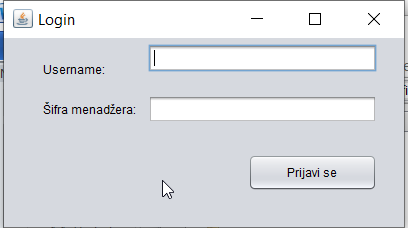 Login
Username:
Šifra menadžera:
Prijavi se